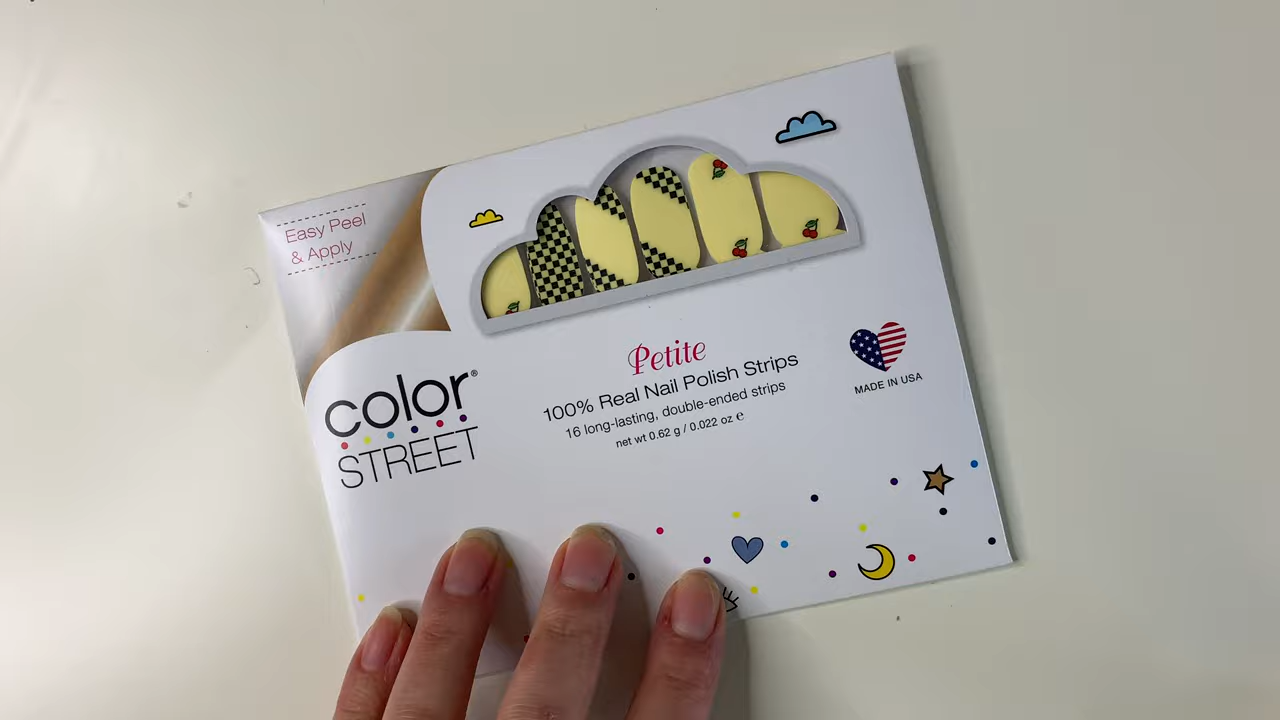 Easy Peel
& Apply
color®
STREET
Petite
100% Real Nail Polish Strips
16 long-lasting, double-ended strips
net wt 0.62 g / 0.022 oz ℮
MADE IN USA